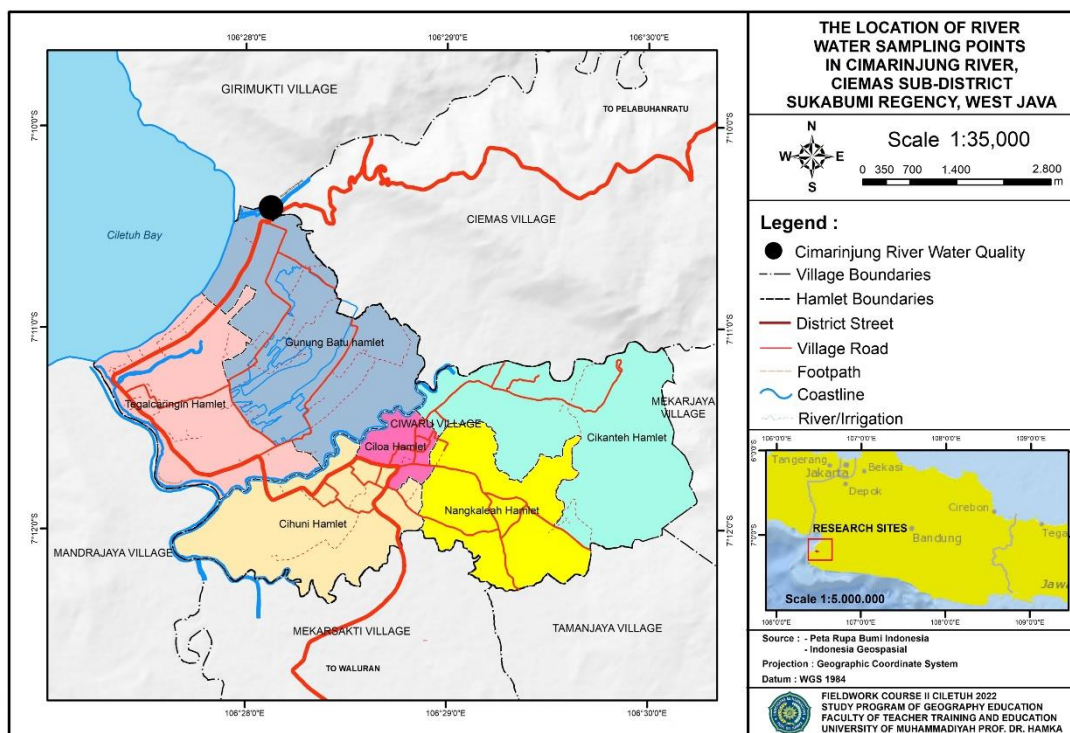 106°28'0"E
106°29'0"E
106°30'0"E
7°10'0"S
7°11'0"S
7°12'0"S
7°10'0"S
7°11'0"S
7°12'0"S
106°28'0"E
106°29'0"E
106°30'0"E
GIRIMUKTI VILLAGE
TO PELABUHANRATU
CIEMAS VILLAGE
Ciletuh Bay
Gunung Batu hamlet
Tegalcaringin Hamlet
CIWARU VILLAGE
Ciloa Hamlet
MEKARJAYA
VILLAGE
Cikanteh Hamlet
Cihuni Hamlet
Nangkaleah Hamlet
MANDRAJAYA VILLAGE
MEKARSAKTI VILLAGE
TAMANJAYA VILLAGE
TO WALURAN
THE LOCATION OF RIVER
WATER SAMPLING POINTS
IN CIMARINJUNG RIVER,
CIEMAS SUB-DISTRICT
SUKABUMI REGENCY, WEST JAVA
N
W E
S
Scale 1:35,000
0 350 700 1.400 2.800
m
Legend :
Cimarinjung River Water Quality
Village Boundaries
Hamlet Boundaries
District Street
Village Road
Footpath
Coastline
River/Irrigation
106°0'0"E 107°0'0"E 108°0'0"E 109°0'0"E
6°0'0"S
7°0'0"S
Tangerang
Jakarta
Bekasi
Depok
Cirebon
Tega
RESEARCH SITES
Bandung
Jawa
Scale 1:5.000.000
106°0'0"E 107°0'0"E 108°0'0"E 109°0'0"E
Source : - Peta Rupa Bumi Indonesia
- Indonesia Geospasial
Projection : Geographic Coordinate System
Datum : WGS 1984
FIELDWORK COURSE II CILETUH 2022
STUDY PROGRAM OF GEOGRAPHY EDUCATION
FACULTY OF TEACHER TRAINING AND EDUCATION
UNIVERSITY OF MUHAMMADIYAH PROF. DR. HAMKA